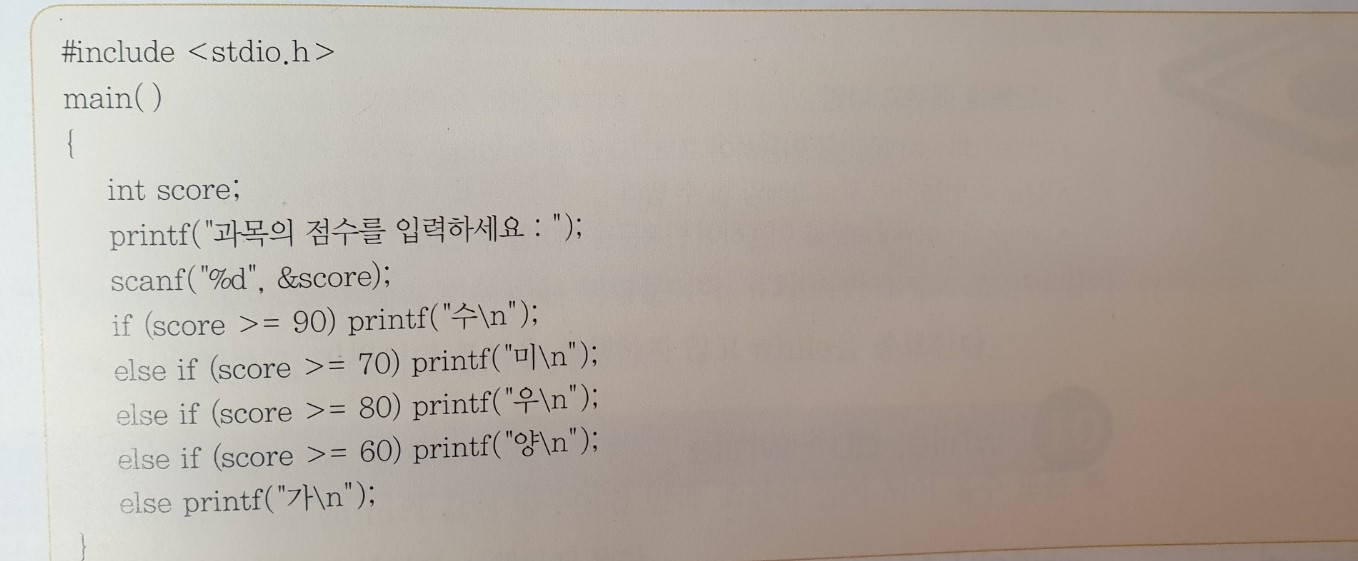 #include <stdio.h>
main( )
{
int score;
printf("과목의 점수를 입력하세요 : ");
scanf("%d", &score);
if (score >= 90) printf("수\n");
else if (score >= 70) printf("미\n");
else if (score >= 80) printf("우\n");
else if (score >= 60) printf("양\n");
else printf("가\n");
}